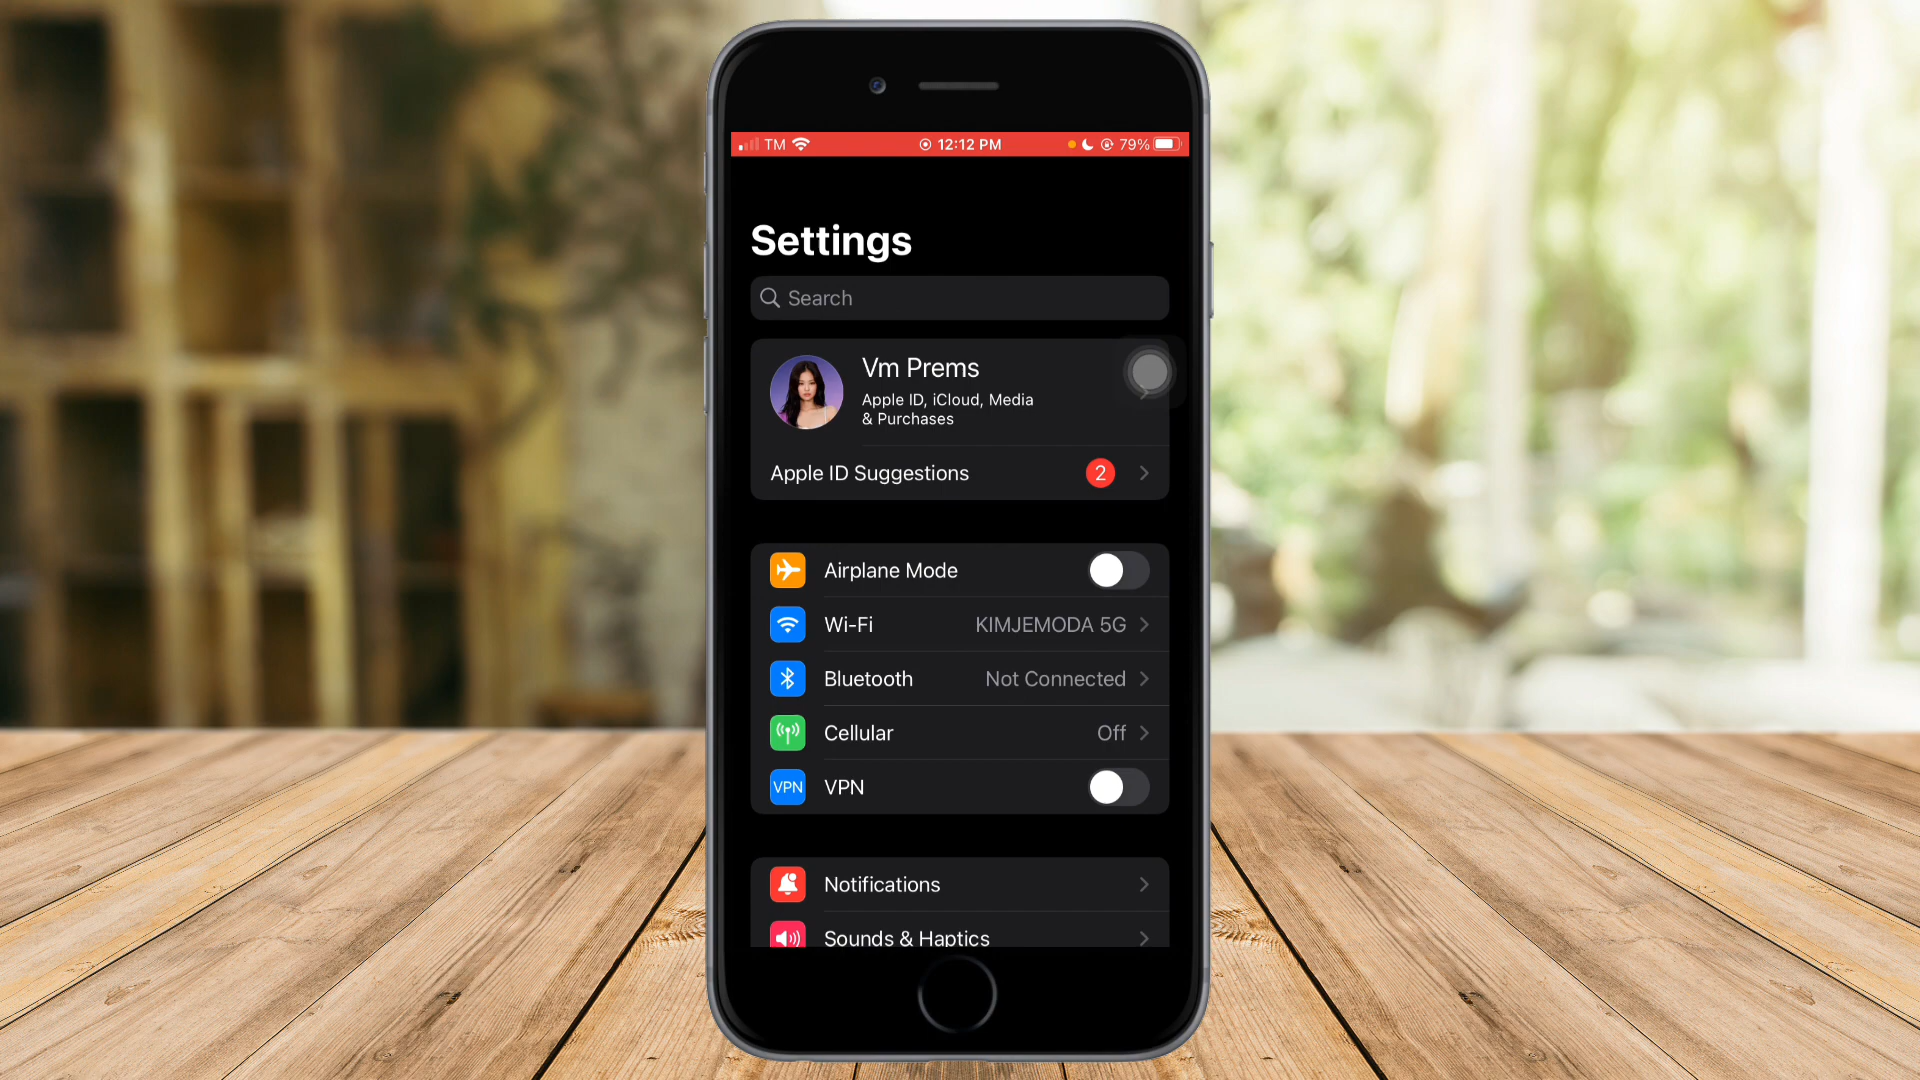 TM 12:12 PM 79%
Settings
Search
Vm Prems
Apple ID, iCloud, Media
& Purchases
Apple ID Suggestions 2
Airplane Mode
Wi-Fi KIMJEMODA 5G
Bluetooth Not Connected
Cellular Off
VPN VPN
Notifications
Sounds & Haptics